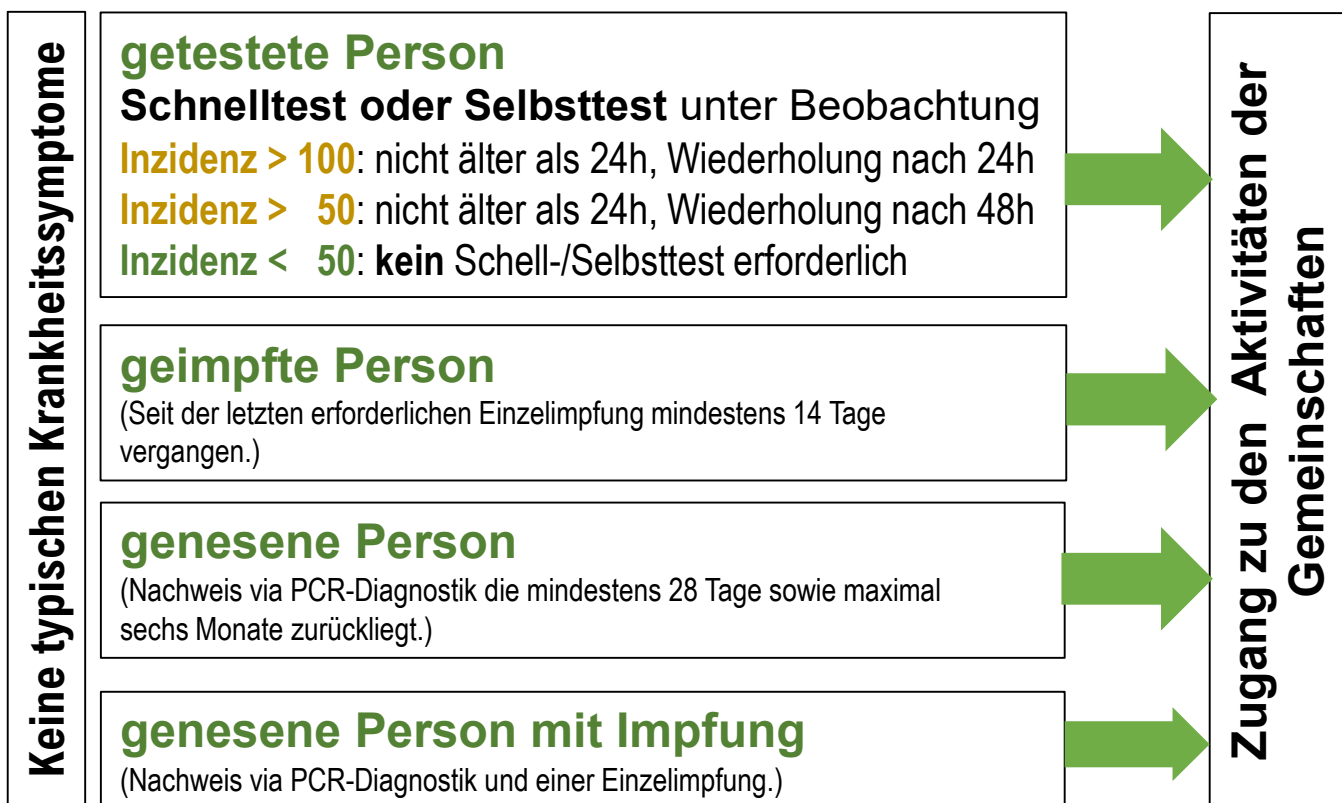 Keine typischen Krankheitssymptome
getestete Person
Schnelltest oder Selbsttest unter Beobachtung
Inzidenz > 100: nicht älter als 24h, Wiederholung nach 24h
Inzidenz > 50: nicht älter als 24h, Wiederholung nach 48h
Inzidenz < 50: kein Schell-/Selbsttest erforderlich
geimpfte Person
(Seit der letzten erforderlichen Einzelimpfung mindestens 14 Tage
vergangen.)
genesene Person
(Nachweis via PCR-Diagnostik die mindestens 28 Tage sowie maximal
sechs Monate zurückliegt.)
genesene Person mit Impfung
(Nachweis via PCR-Diagnostik und einer Einzelimpfung.)
Zugang zu den Aktivitäten der
Gemeinschaften